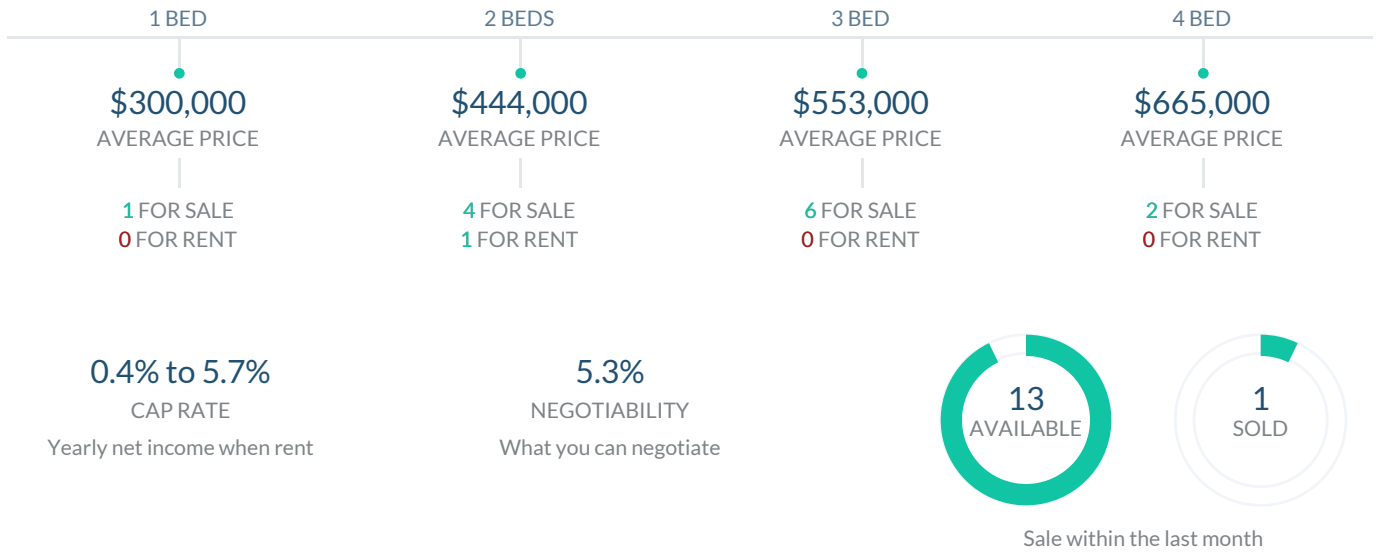 1 BED
2 BEDS
3 BED
4 BED
$300,000
$444,000
$553,000
$665,000
AVERAGE PRICE
AVERAGE PRICE
AVERAGE PRICE
AVERAGE PRICE
1 FOR SALE
4 FOR SALE
6 FOR SALE
2 FOR SALE
0 FOR RENT
1 FOR RENT
0 FOR RENT
0 FOR RENT
0.4% to 5.7%
CAP RATE
Yearly net income when rent
5.3%
NEGOTIABILITY
What you can negotiate
13
AVAILABLE
1
SOLD
Sale within the last month